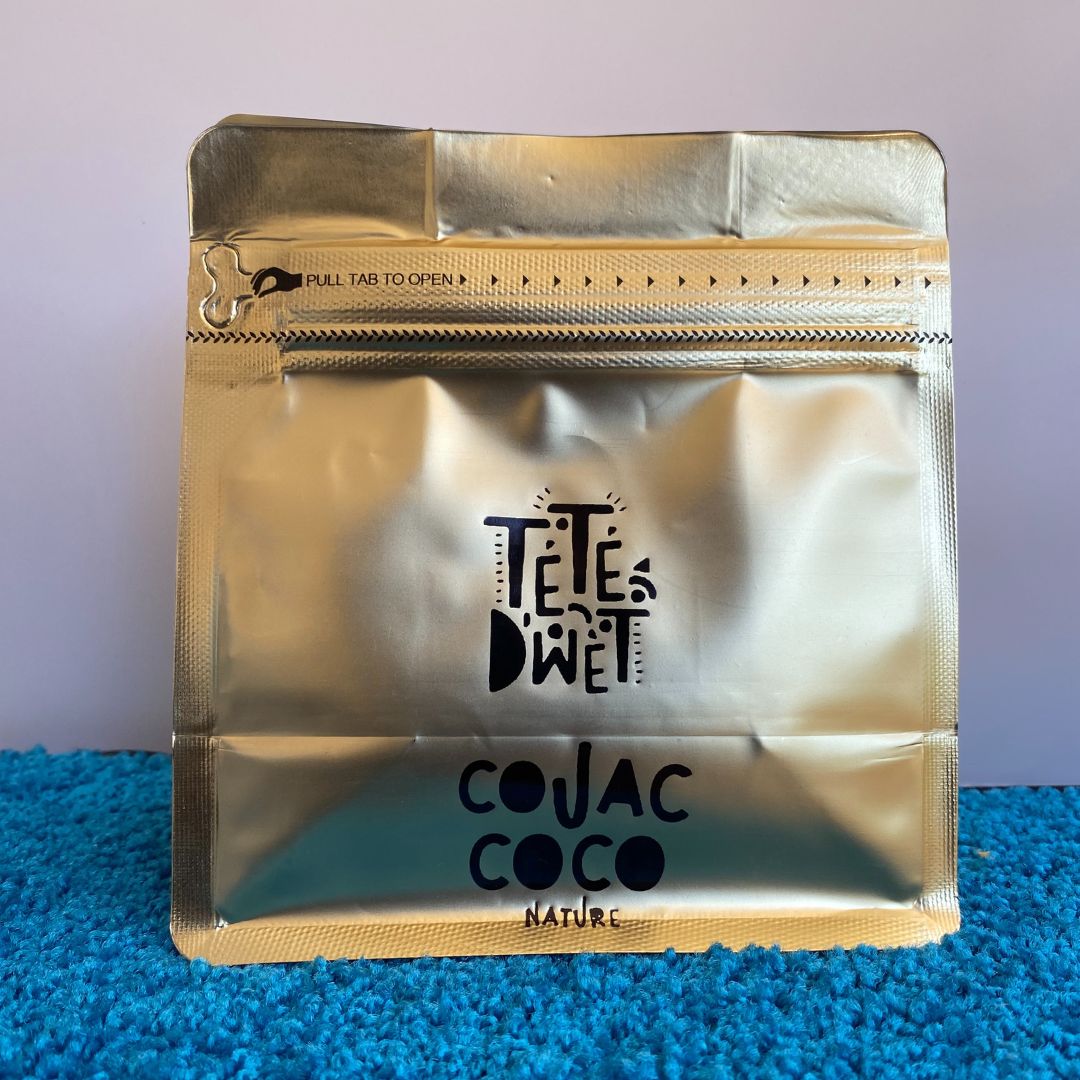 PULL TAB TO OPEN
TÉTÉ
D'WÈT
COJAC
COCO
NATURE